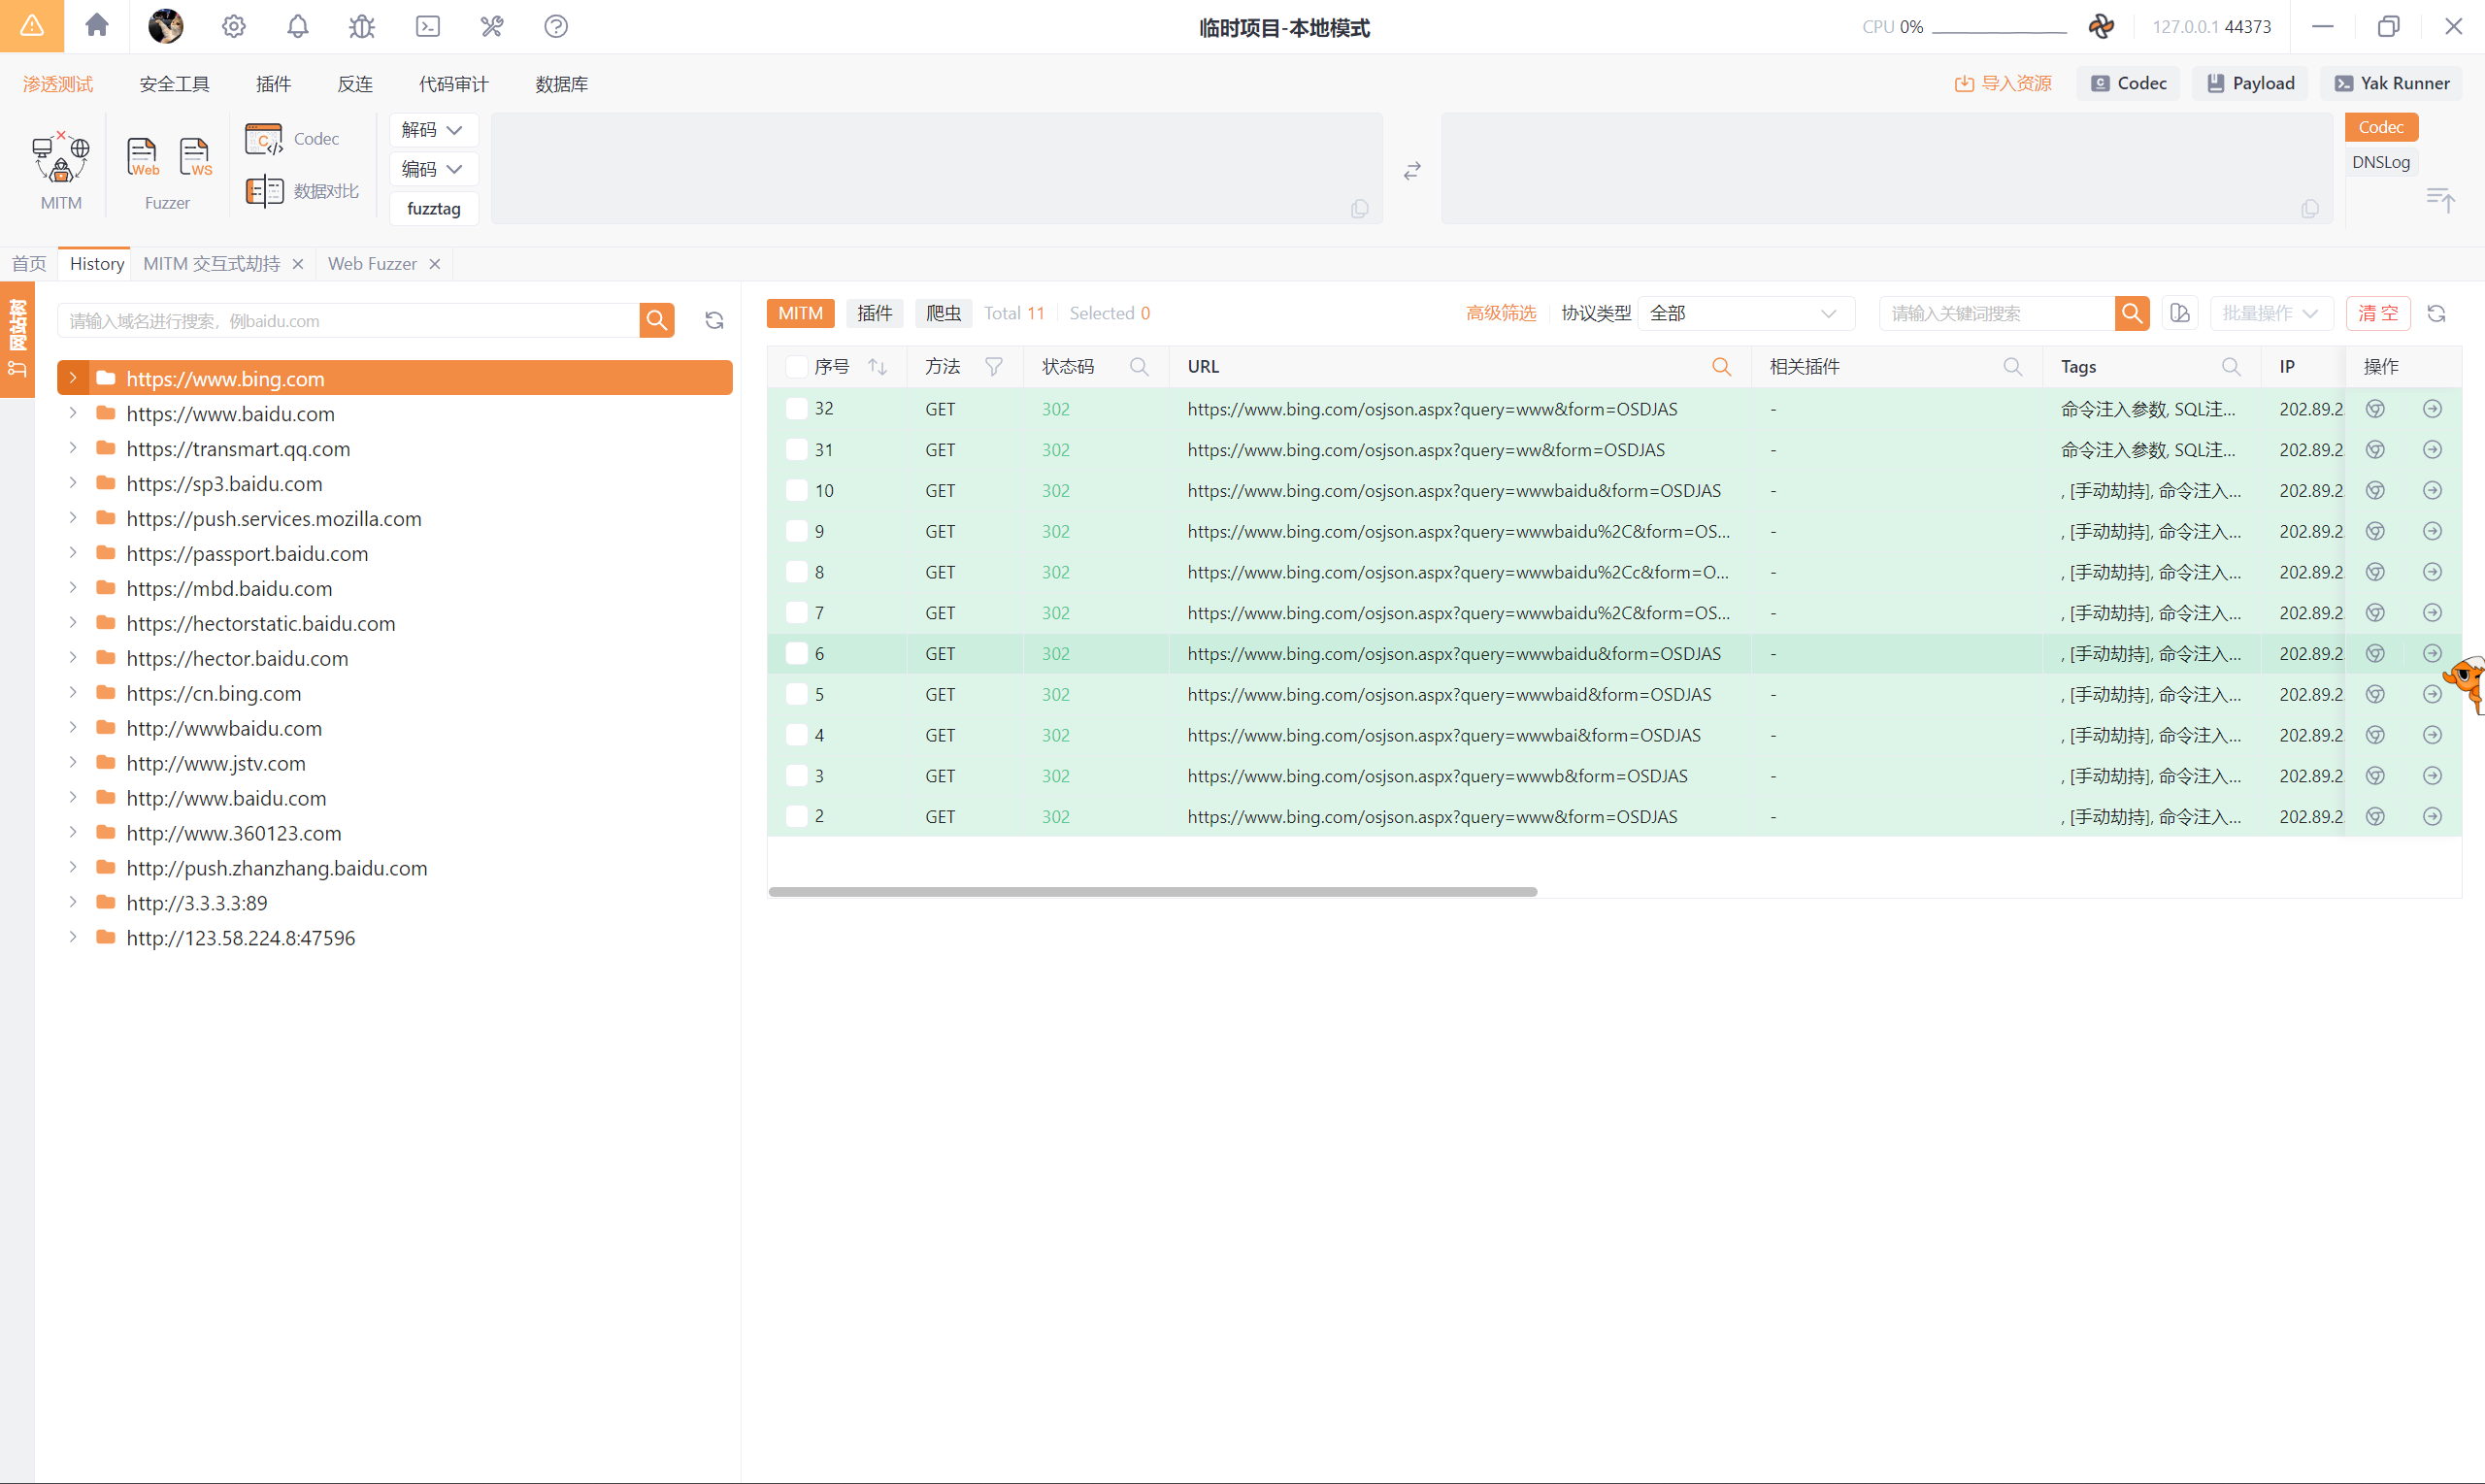 临时项目-本地模式
CPU 0%
127.0.0.1 44373
渗透测试 安全工具 插件 反连 代码审计 数据库
导入资源 Codec Payload Yak Runner
MITM
Web WS
Fuzzer
Codec
数据对比
解码
编码
fuzztag
Codec
DNSLog
首页 History MITM 交互式劫持 Web Fuzzer
网站树
请输入域名进行搜索，例baidu.com
https://www.bing.com
https://www.baidu.com
https://transmart.qq.com
https://sp3.baidu.com
https://push.services.mozilla.com
https://passport.baidu.com
https://mbd.baidu.com
https://hectorstatic.baidu.com
https://hector.baidu.com
https://cn.bing.com
http://wwwbaidu.com
http://www.jstv.com
http://www.baidu.com
http://www.360123.com
http://push.zhanzhang.baidu.com
http://3.3.3.3:89
http://123.58.224.8:47596
MITM 插件 爬虫 Total 11 Selected 0 高级筛选 协议类型 全部 请输入关键词搜索 批量操作 清 空
序号 方法 状态码 URL 相关插件 Tags IP 操作
32 GET 302 https://www.bing.com/osjson.aspx?query=www&form=OSDJAS - 命令注入参数, SQL注... 202.89.2
31 GET 302 https://www.bing.com/osjson.aspx?query=ww&form=OSDJAS - 命令注入参数, SQL注... 202.89.2
10 GET 302 https://www.bing.com/osjson.aspx?query=wwwbaidu&form=OSDJAS - , [手动劫持], 命令注入... 202.89.2
9 GET 302 https://www.bing.com/osjson.aspx?query=wwwbaidu%2C&form=OS... - , [手动劫持], 命令注入... 202.89.2
8 GET 302 https://www.bing.com/osjson.aspx?query=wwwbaidu%2Cc&form=O... - , [手动劫持], 命令注入... 202.89.2
7 GET 302 https://www.bing.com/osjson.aspx?query=wwwbaidu%2C&form=OS... - , [手动劫持], 命令注入... 202.89.2
6 GET 302 https://www.bing.com/osjson.aspx?query=wwwbaidu&form=OSDJAS - , [手动劫持], 命令注入... 202.89.2
5 GET 302 https://www.bing.com/osjson.aspx?query=wwwbaid&form=OSDJAS - , [手动劫持], 命令注入... 202.89.2
4 GET 302 https://www.bing.com/osjson.aspx?query=wwwbai&form=OSDJAS - , [手动劫持], 命令注入... 202.89.2
3 GET 302 https://www.bing.com/osjson.aspx?query=wwwb&form=OSDJAS - , [手动劫持], 命令注入... 202.89.2
2 GET 302 https://www.bing.com/osjson.aspx?query=www&form=OSDJAS - , [手动劫持], 命令注入... 202.89.2